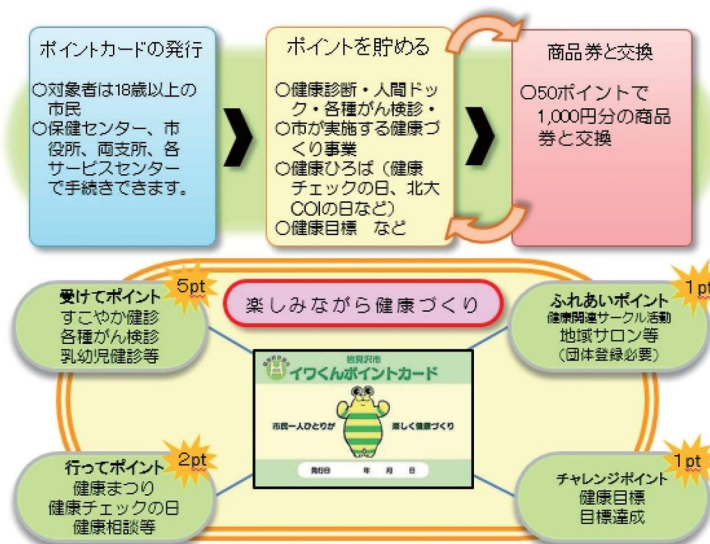 ポイントカードの発行
○対象者は18歳以上の
市民
○保健センター、市
役所、両支所、各
サービスセンター
で手続きできます。
ポイントを貯める
○健康診断・人間ドッ
ク・各種がん検診・
○市が実施する健康づ
くり事業
○健康ひろば（健康
チェックの日、北大
COIの日など）
○健康目標 など
商品券と交換
○50ポイントで
1,000円分の商品
券と交換
楽しみながら健康づくり
5pt
受けてポイント
すこやか健診
各種がん検診
乳幼児健診等
1pt
ふれあいポイント
健康関連サークル活動
地域サロン等
(団体登録必要)
岩見沢市
イワくんポイントカード
市民一人ひとりが
楽しく健康づくり
発行日 年 月 日
2pt
行ってポイント
健康まつり
健康チェックの日
健康相談等
1pt
チャレンジポイント
健康目標
目標達成